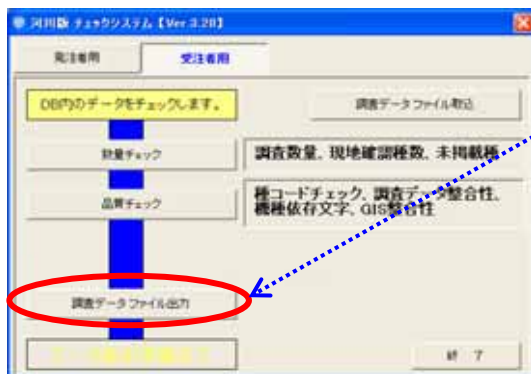 河川版 チェックシステム【Ver 3.20】
発注者用
受注者用
DB内のデータをチェックします。
調査データファイル取込
数量チェック
調査数量、現地確認種数、未掲載種
品質チェック
種コードチェック、調査データ整合性、
機種依存文字、GIS整合性
調査データファイル出力
終 了